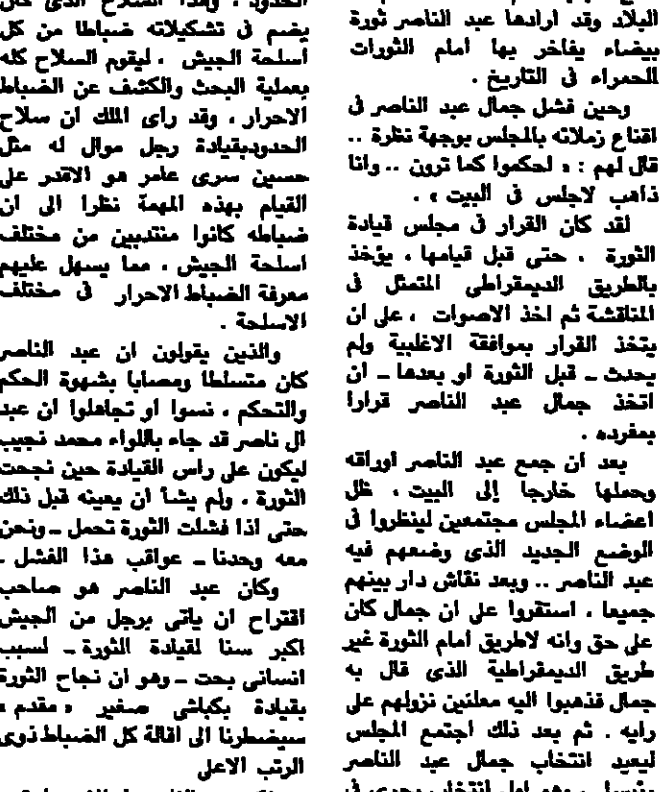 البلاد وقد ارادها عبد الناصر ثورة
بيضاء يفاخر بها امام الثورات
الحمراء فى التاريخ .
وحين فشل جمال عبد الناصر فى
اقناع زملائه بالمجلس بوجهة نظرة ..
قال لهم : « احكموا كما ترون .. وانا
ذاهب لاجلس فى البيت » .
لقد كان القرار فى مجلس قيادة
الثورة . حتى قبل قيامها ، يؤخذ
بالطريق الديمقراطى المتمثل فى
المناقشة ثم اخذ الاصوات ، على ان
يتخذ القرار بموافقة الاغلبية ولم
يحدث ــ قبل الثورة او بعدها ــ ان
اتخذ جمال عبد الناصر قرارا
بمفرده .
بعد ان جمع عبد الناصر اوراقه
وحملها خارجا إلى البيت ، ظل
اعضاء المجلس مجتمعين لينظروا فى
الوضع الجديد الذى وضعهم فيه
عبد الناصر .. وبعد نقاش دار بينهم
جميعا ، استقروا على ان جمال كان
على حق وانه لاطريق امام الثورة غير
طريق الديمقراطية الذى قال به
جمال فذهبوا اليه معلنين نزولهم على
رايه . ثم بعد ذلك اجتمع المجلس
ليعيد انتخاب جمال عبد الناصر
يضم فى تشكيلاته ضباطا من كل
اسلحة الجيش ، ليقوم السلاح كله
بعملية البحث والكشف عن الضباط
الاحرار ، وقد راى الملك ان سلاح
الحدودبقيادة رجل موال له مثل
حسين سرى عامر هو الاقدر على
القيام بهذه المهمة نظرا الى ان
ضباطه كانوا منتدبين من مختلف
اسلحة الجيش ، مما يسهل عليهم
معرفة الضباط الاحرار فى مختلف
الاسلحة .
والذين يقولون ان عبد الناصر
كان متسلطا ومصابا بشهوة الحكم
والتحكم ، نسوا او تجاهلوا ان عبد
ال ناصر قد جاء باللواء محمد نجيب
ليكون على راس القيادة حين نجحت
الثورة ، ولم يشأ ان يعينه قبل ذلك
حتى اذا فشلت الثورة تحمل ــ ونحن
معه وحدنا ــ عواقب هذا الفشل ــ
وكان عبد الناصر هو صاحب
اقتراح ان ياتى برجل من الجيش
اكبر سنا لقيادة الثورة ــ لسبب
انسانى بحت ــ وهو ان نجاح الثورة
بقيادة بكباشى صغير « مقدم »
سيضطرنا الى اقالة كل الضباط ذوى
الرتب الاعلى